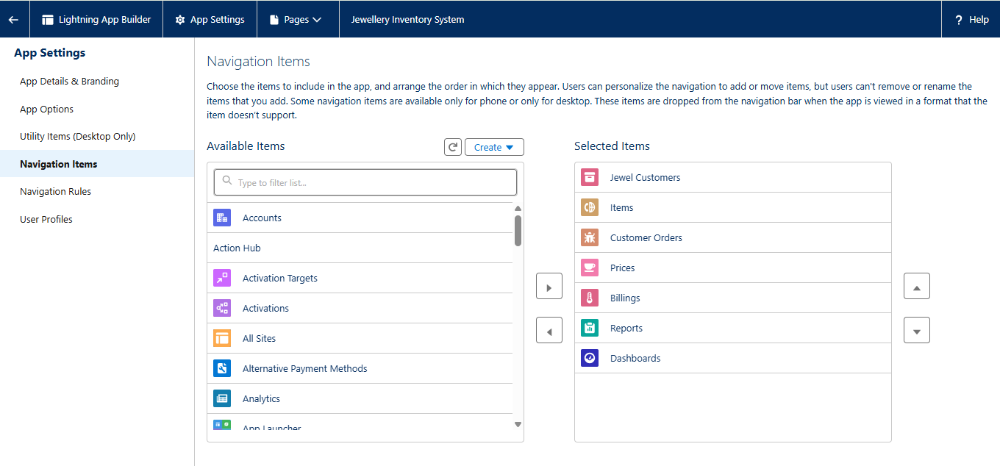 Lightning App Builder
App Settings
Pages
Jewellery Inventory System
? Help
App Settings
App Details & Branding
App Options
Utility Items (Desktop Only)
Navigation Items
Navigation Rules
User Profiles
Navigation Items
Choose the items to include in the app, and arrange the order in which they appear. Users can personalize the navigation to add or move items, but users can't remove or rename the
items that you add. Some navigation items are available only for phone or only for desktop. These items are dropped from the navigation bar when the app is viewed in a format that the
item doesn't support.
Available Items
Create
Type to filter list...
Accounts
Action Hub
Activation Targets
Activations
All Sites
Alternative Payment Methods
Analytics
App Launcher
Selected Items
Jewel Customers
Items
Customer Orders
Prices
Billings
Reports
Dashboards